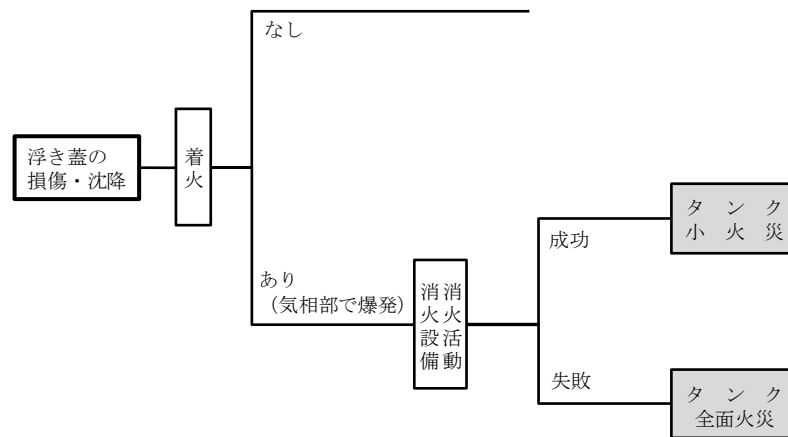 なし
浮き蓋の
損傷・沈降
着火
タンク
小火災
成功
あり
（気相部で爆発）
消火設備
消火活動
失敗
タンク
全面火災